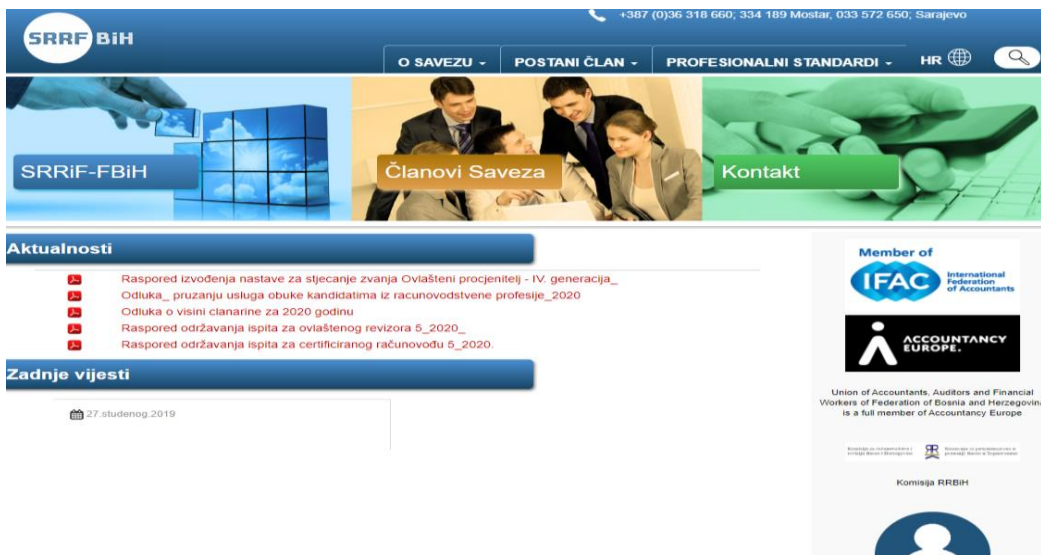 +387 (0)36 318 660; 334 189 Mostar, 033 572 650; Sarajevo
SRRF BiH
O SAVEZU
POSTANI ČLAN
PROFESIONALNI STANDARDI
HR
SRRiF-FBiH
Članovi Saveza
Kontakt
Aktualnosti
Raspored izvođenja nastave za stjecanje zvanja Ovlašteni procjenitelj - IV. generacija_
Odluka_ pruzanju usluga obuke kandidatima iz racunovodstvene profesije_2020
Odluka o visini clanarine za 2020 godinu
Raspored održavanja ispita za ovlaštenog revizora 5_2020_
Raspored održavanja ispita za certificiranog računovođu 5_2020.
Zadnje vijesti
27.studenog.2019
Member of
IFAC
International
Federation
of Accountants
ACCOUNTANCY
EUROPE.
Union of Accountants, Auditors and Financial
Workers of Federation of Bosnia and Herzegovina
is a full member of Accountancy Europe
Komisija RRBiH